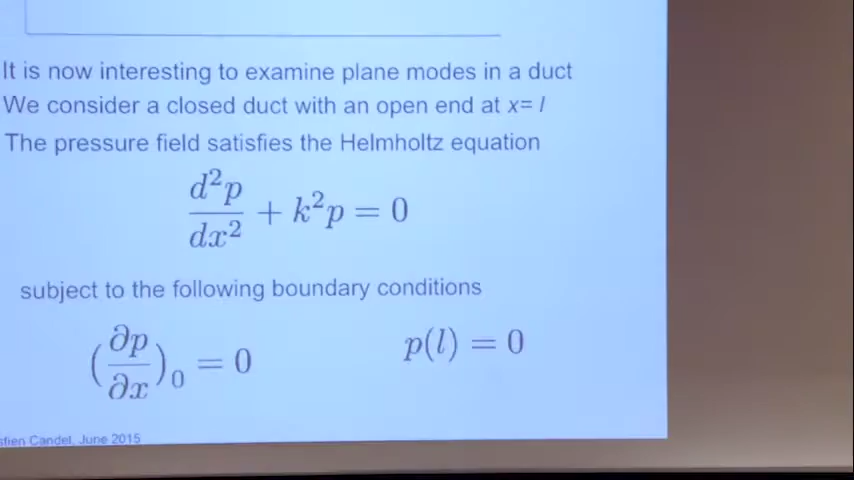 It is now interesting to examine plane modes in a duct
We consider a closed duct with an open end at x= l
The pressure field satisfies the Helmholtz equation
d²p/dx² + k²p = 0
subject to the following boundary conditions
(∂p/∂x)₀ = 0    p(l) = 0
Candel, June 2015